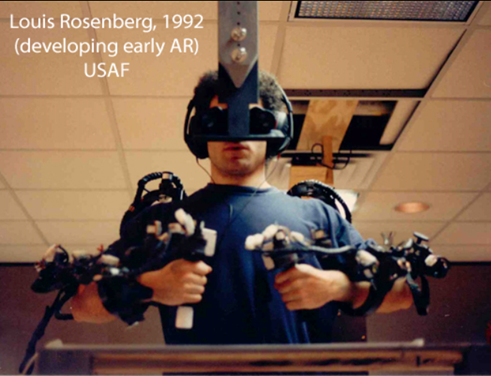 Louis Rosenberg, 1992
(developing early AR)
USAF